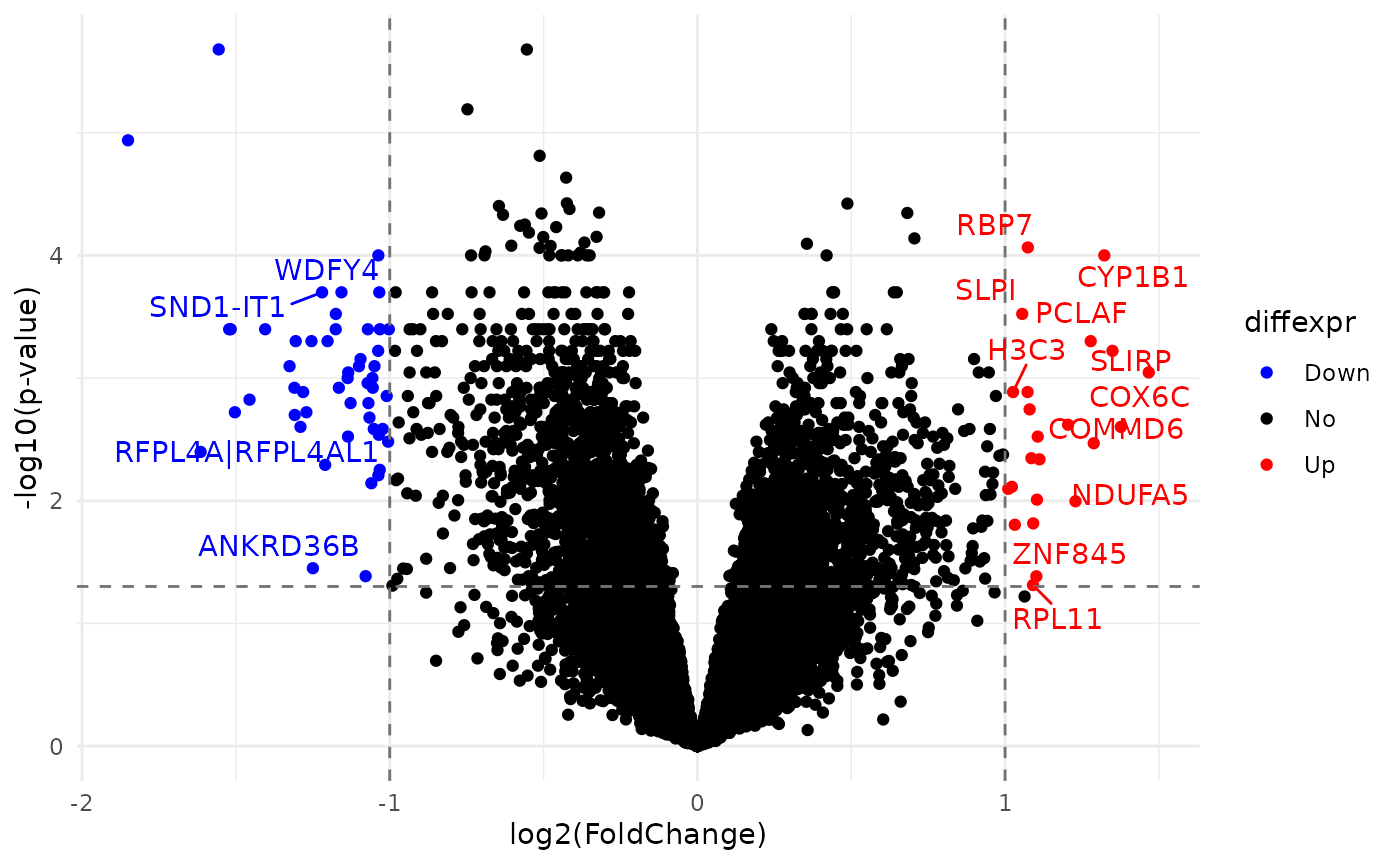 RBP7
CYP1B1
WDFY4
SLPI
SND1-IT1
PCLAF
H3C3
SLIRP
COX6C
COMMD6
RFPL4A|RFPL4AL1
NDUFA5
ANKRD36B
ZNF845
RPL11
4
2
0
-2
-1
0
1
-log10(p-value)
log2(FoldChange)
diffexpr
Down
No
Up